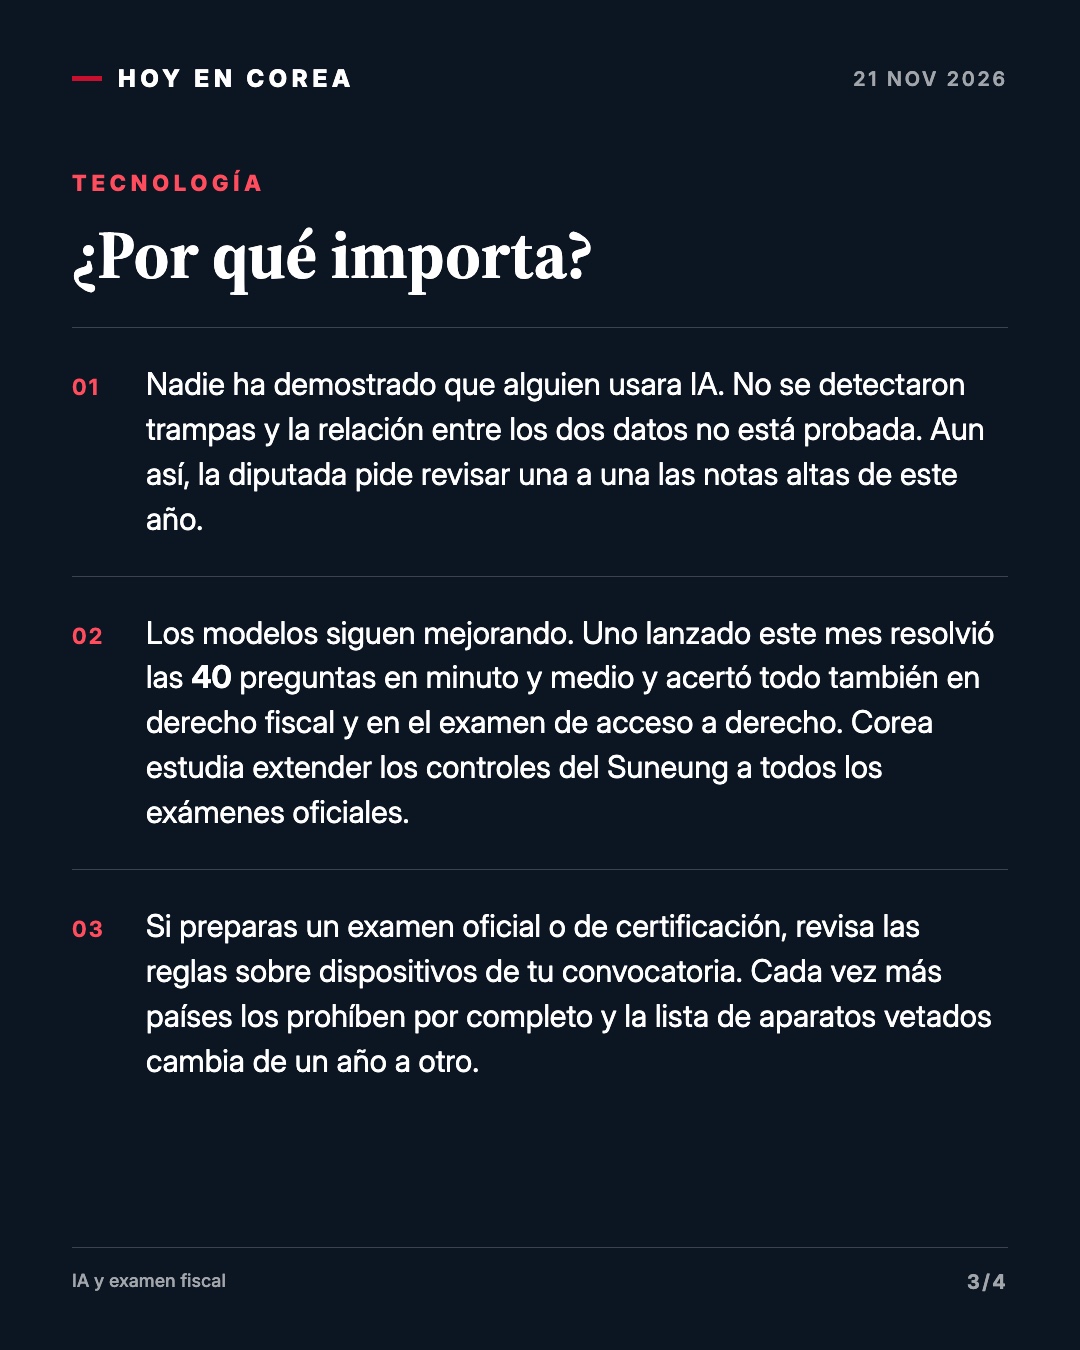 HOY EN COREA
21 NOV 2026
TECNOLOGÍA
¿Por qué importa?
01
Nadie ha demostrado que alguien usara IA. No se detectaron
trampas y la relación entre los dos datos no está probada. Aun
así, la diputada pide revisar una a una las notas altas de este
año.
02
Los modelos siguen mejorando. Uno lanzado este mes resolvió
las 40 preguntas en minuto y medio y acertó todo también en
derecho fiscal y en el examen de acceso a derecho. Corea
estudia extender los controles del Suneung a todos los
exámenes oficiales.
03
Si preparas un examen oficial o de certificación, revisa las
reglas sobre dispositivos de tu convocatoria. Cada vez más
países los prohíben por completo y la lista de aparatos vetados
cambia de un año a otro.
IA y examen fiscal
3/4